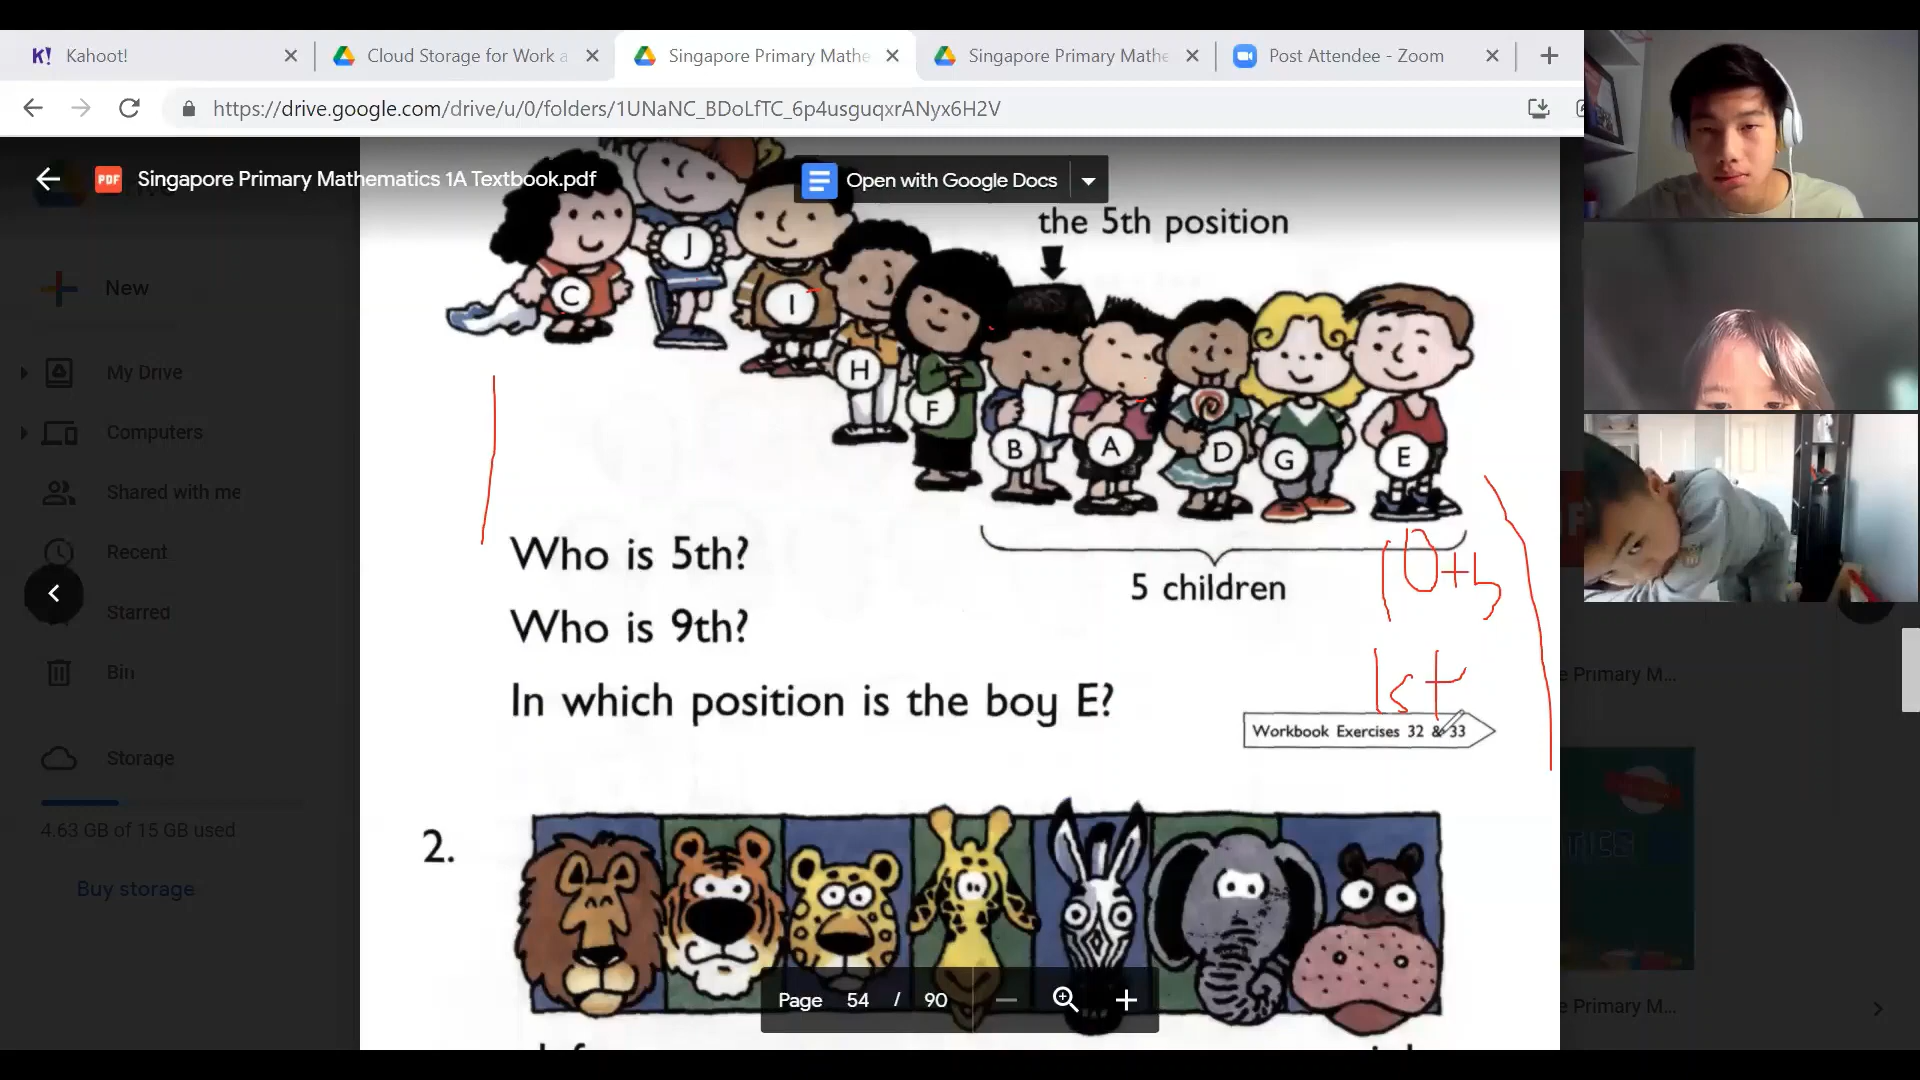 Kahoot!
Cloud Storage for Work a
Singapore Primary Mathe
Singapore Primary Mathe
Post Attendee - Zoom
https://drive.google.com/drive/u/0/folders/1UNaNC_BDoLfTC_6p4usguqxrANyx6H2V
PDF
Singapore Primary Mathematics 1A Textbook.pdf
Open with Google Docs
New
My Drive
Computers
Shared with me
Recent
Starred
Bin
Storage
4.63 GB of 15 GB used
Buy storage
the 5th position
C
J
I
H
F
B
A
D
G
E
5 children
10th
1st
Who is 5th?
Who is 9th?
In which position is the boy E?
Workbook Exercises 32 & 33
2.
Page 54 / 90
e Primary M...
e Primary M...